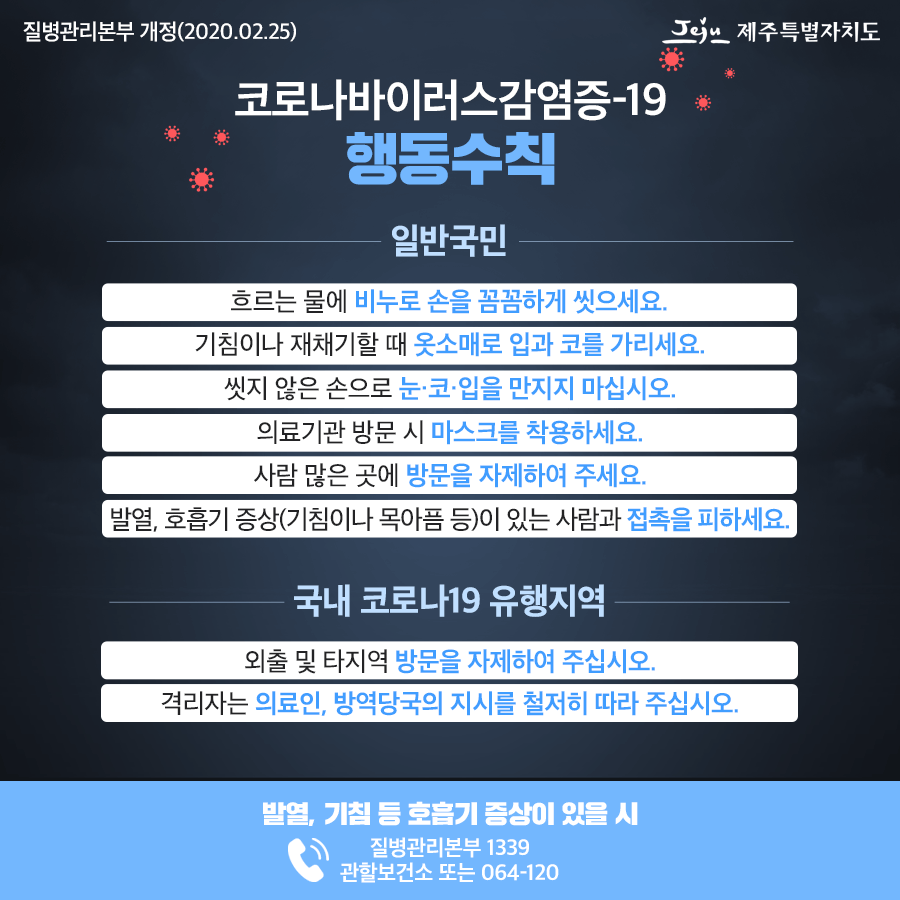 질병관리본부 개정(2020.02.25)
Jeju 제주특별자치도
코로나바이러스감염증-19
행동수칙
일반국민
흐르는 물에 비누로 손을 꼼꼼하게 씻으세요.
기침이나 재채기할 때 옷소매로 입과 코를 가리세요.
씻지 않은 손으로 눈·코·입을 만지지 마십시오.
의료기관 방문 시 마스크를 착용하세요.
사람 많은 곳에 방문을 자제하여 주세요.
발열, 호흡기 증상(기침이나 목아픔 등)이 있는 사람과 접촉을 피하세요.
국내 코로나19 유행지역
외출 및 타지역 방문을 자제하여 주십시오.
격리자는 의료인, 방역당국의 지시를 철저히 따라 주십시오.
발열, 기침 등 호흡기 증상이 있을 시
질병관리본부 1339
관할보건소 또는 064-120